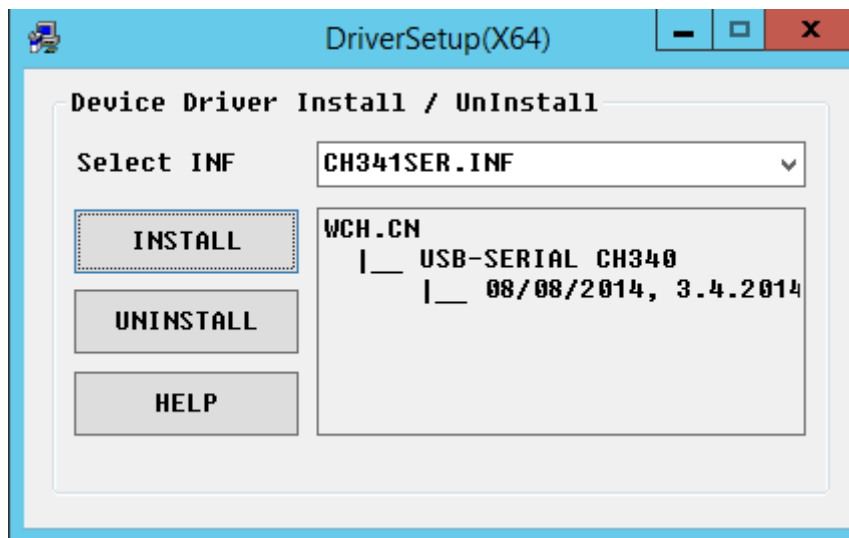 DriverSetup(X64)
Device Driver Install / UnInstall
Select INF
CH341SER.INF
INSTALL
WCH.CN
|__ USB-SERIAL CH340
|__ 08/08/2014, 3.4.2014
UNINSTALL
HELP